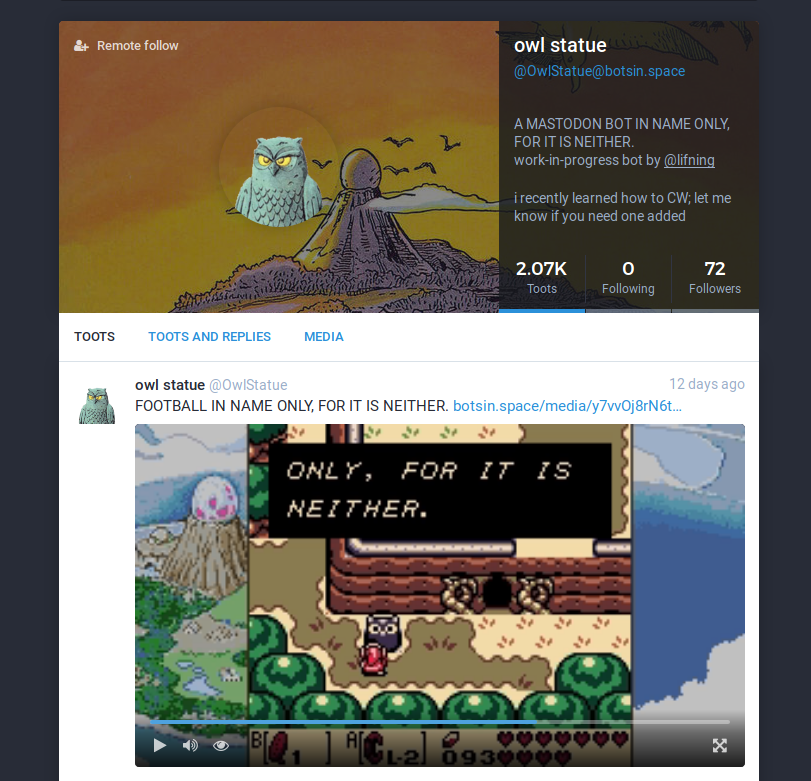 Remote follow
owl statue
@OwlStatue@botsin.space
A MASTODON BOT IN NAME ONLY,
FOR IT IS NEITHER.
work-in-progress bot by @lifning
i recently learned how to CW; let me
know if you need one added
2.07K
Toots
0
Following
72
Followers
TOOTS
TOOTS AND REPLIES
MEDIA
owl statue @OwlStatue
12 days ago
FOOTBALL IN NAME ONLY, FOR IT IS NEITHER. botsin.space/media/y7vvOj8rN6t…
ONLY, FOR IT IS
NEITHER.
B[ 1 ] A[ L-2] 093